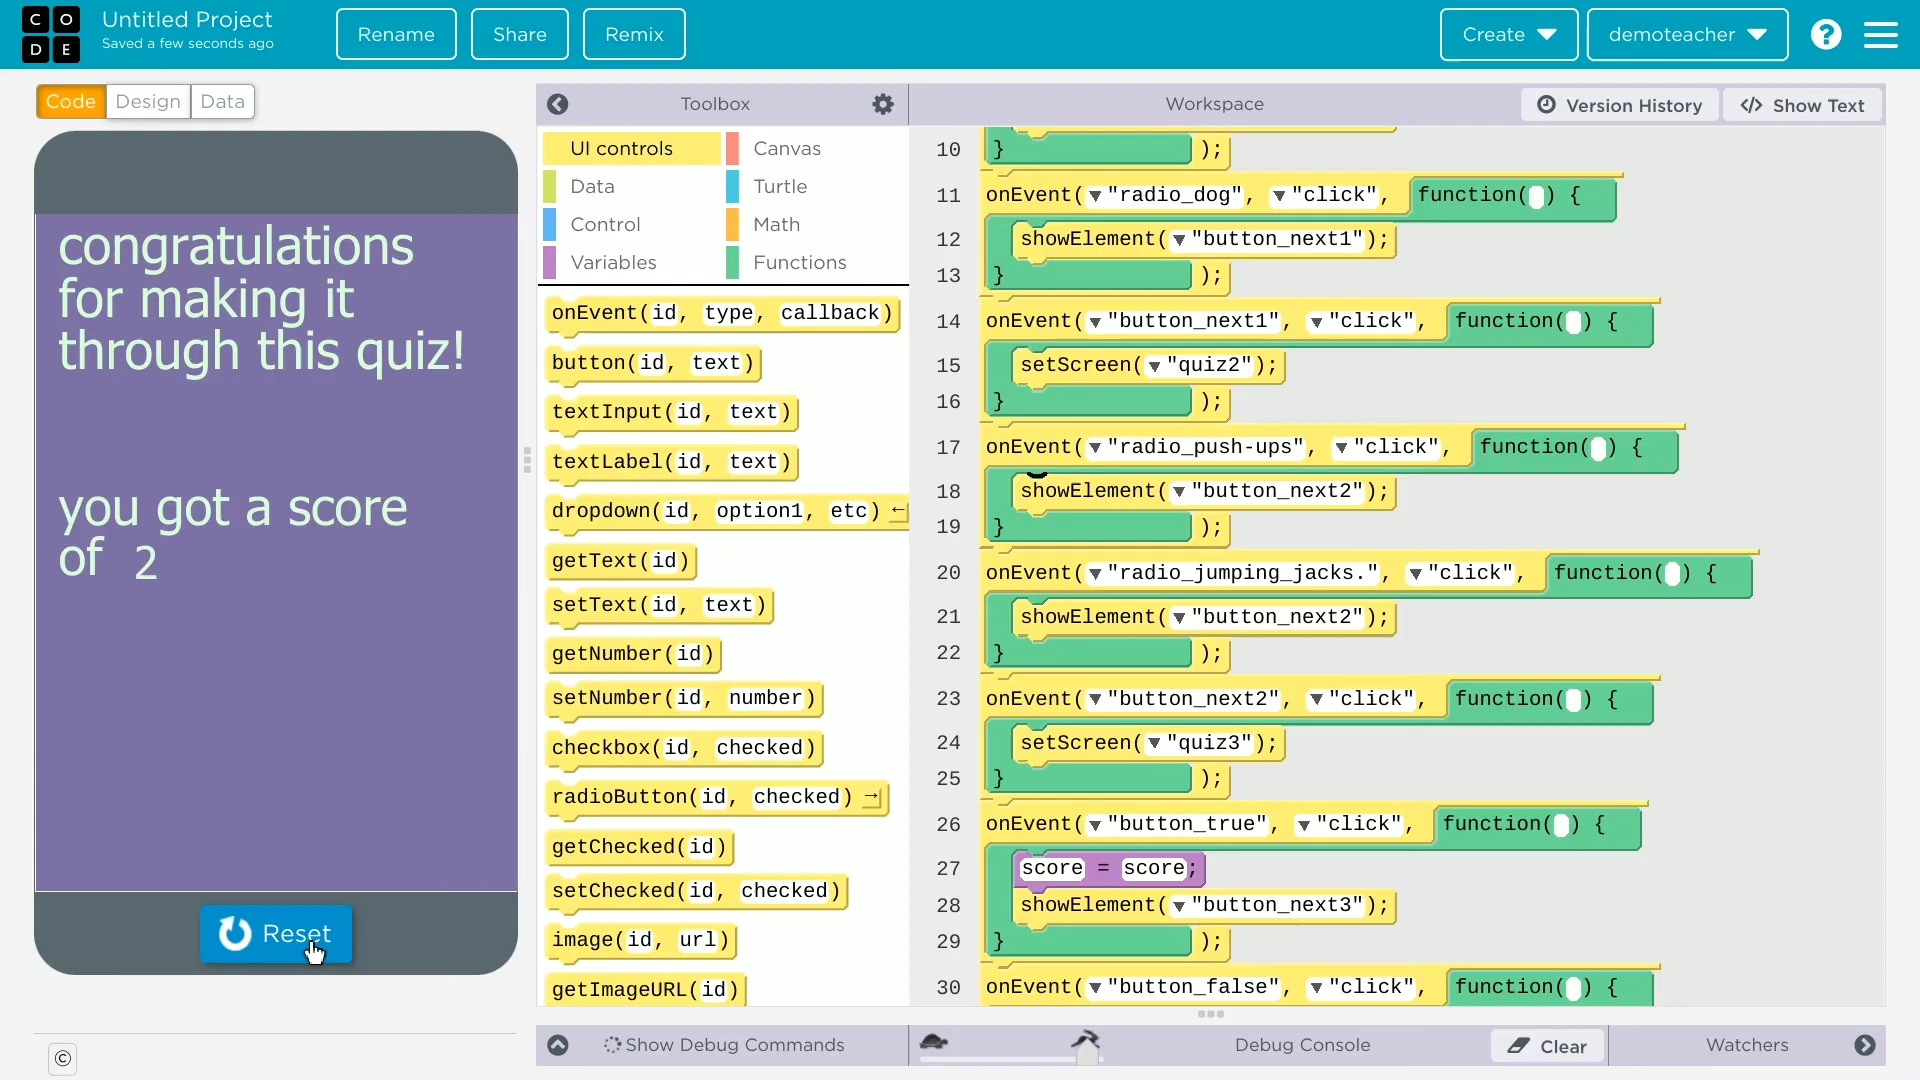 CODE
Untitled Project
Saved a few seconds ago
Rename
Share
Remix
Create
demoteacher
?
Code
Design
Data
Toolbox
Workspace
Version History
</> Show Text
congratulations
for making it
through this quiz!
you got a score
of 2
Reset
©
UI controls
Canvas
Data
Turtle
Control
Math
Variables
Functions
onEvent(id, type, callback)
button(id, text)
textInput(id, text)
textLabel(id, text)
dropdown(id, option1, etc) ←
getText(id)
setText(id, text)
getNumber(id)
setNumber(id, number)
checkbox(id, checked)
radioButton(id, checked) →
getChecked(id)
setChecked(id, checked)
image(id, url)
getImageURL(id)
10 } );
11 onEvent(▼"radio_dog", ▼"click", function( ) {
12 showElement(▼"button_next1");
13 } );
14 onEvent(▼"button_next1", ▼"click", function( ) {
15 setScreen(▼"quiz2");
16 } );
17 onEvent(▼"radio_push-ups", ▼"click", function( ) {
18 showElement(▼"button_next2");
19 } );
20 onEvent(▼"radio_jumping_jacks.", ▼"click", function( ) {
21 showElement(▼"button_next2");
22 } );
23 onEvent(▼"button_next2", ▼"click", function( ) {
24 setScreen(▼"quiz3");
25 } );
26 onEvent(▼"button_true", ▼"click", function( ) {
27 score = score;
28 showElement(▼"button_next3");
29 } );
30 onEvent(▼"button_false", ▼"click", function( ) {
Show Debug Commands
Debug Console
Clear
Watchers